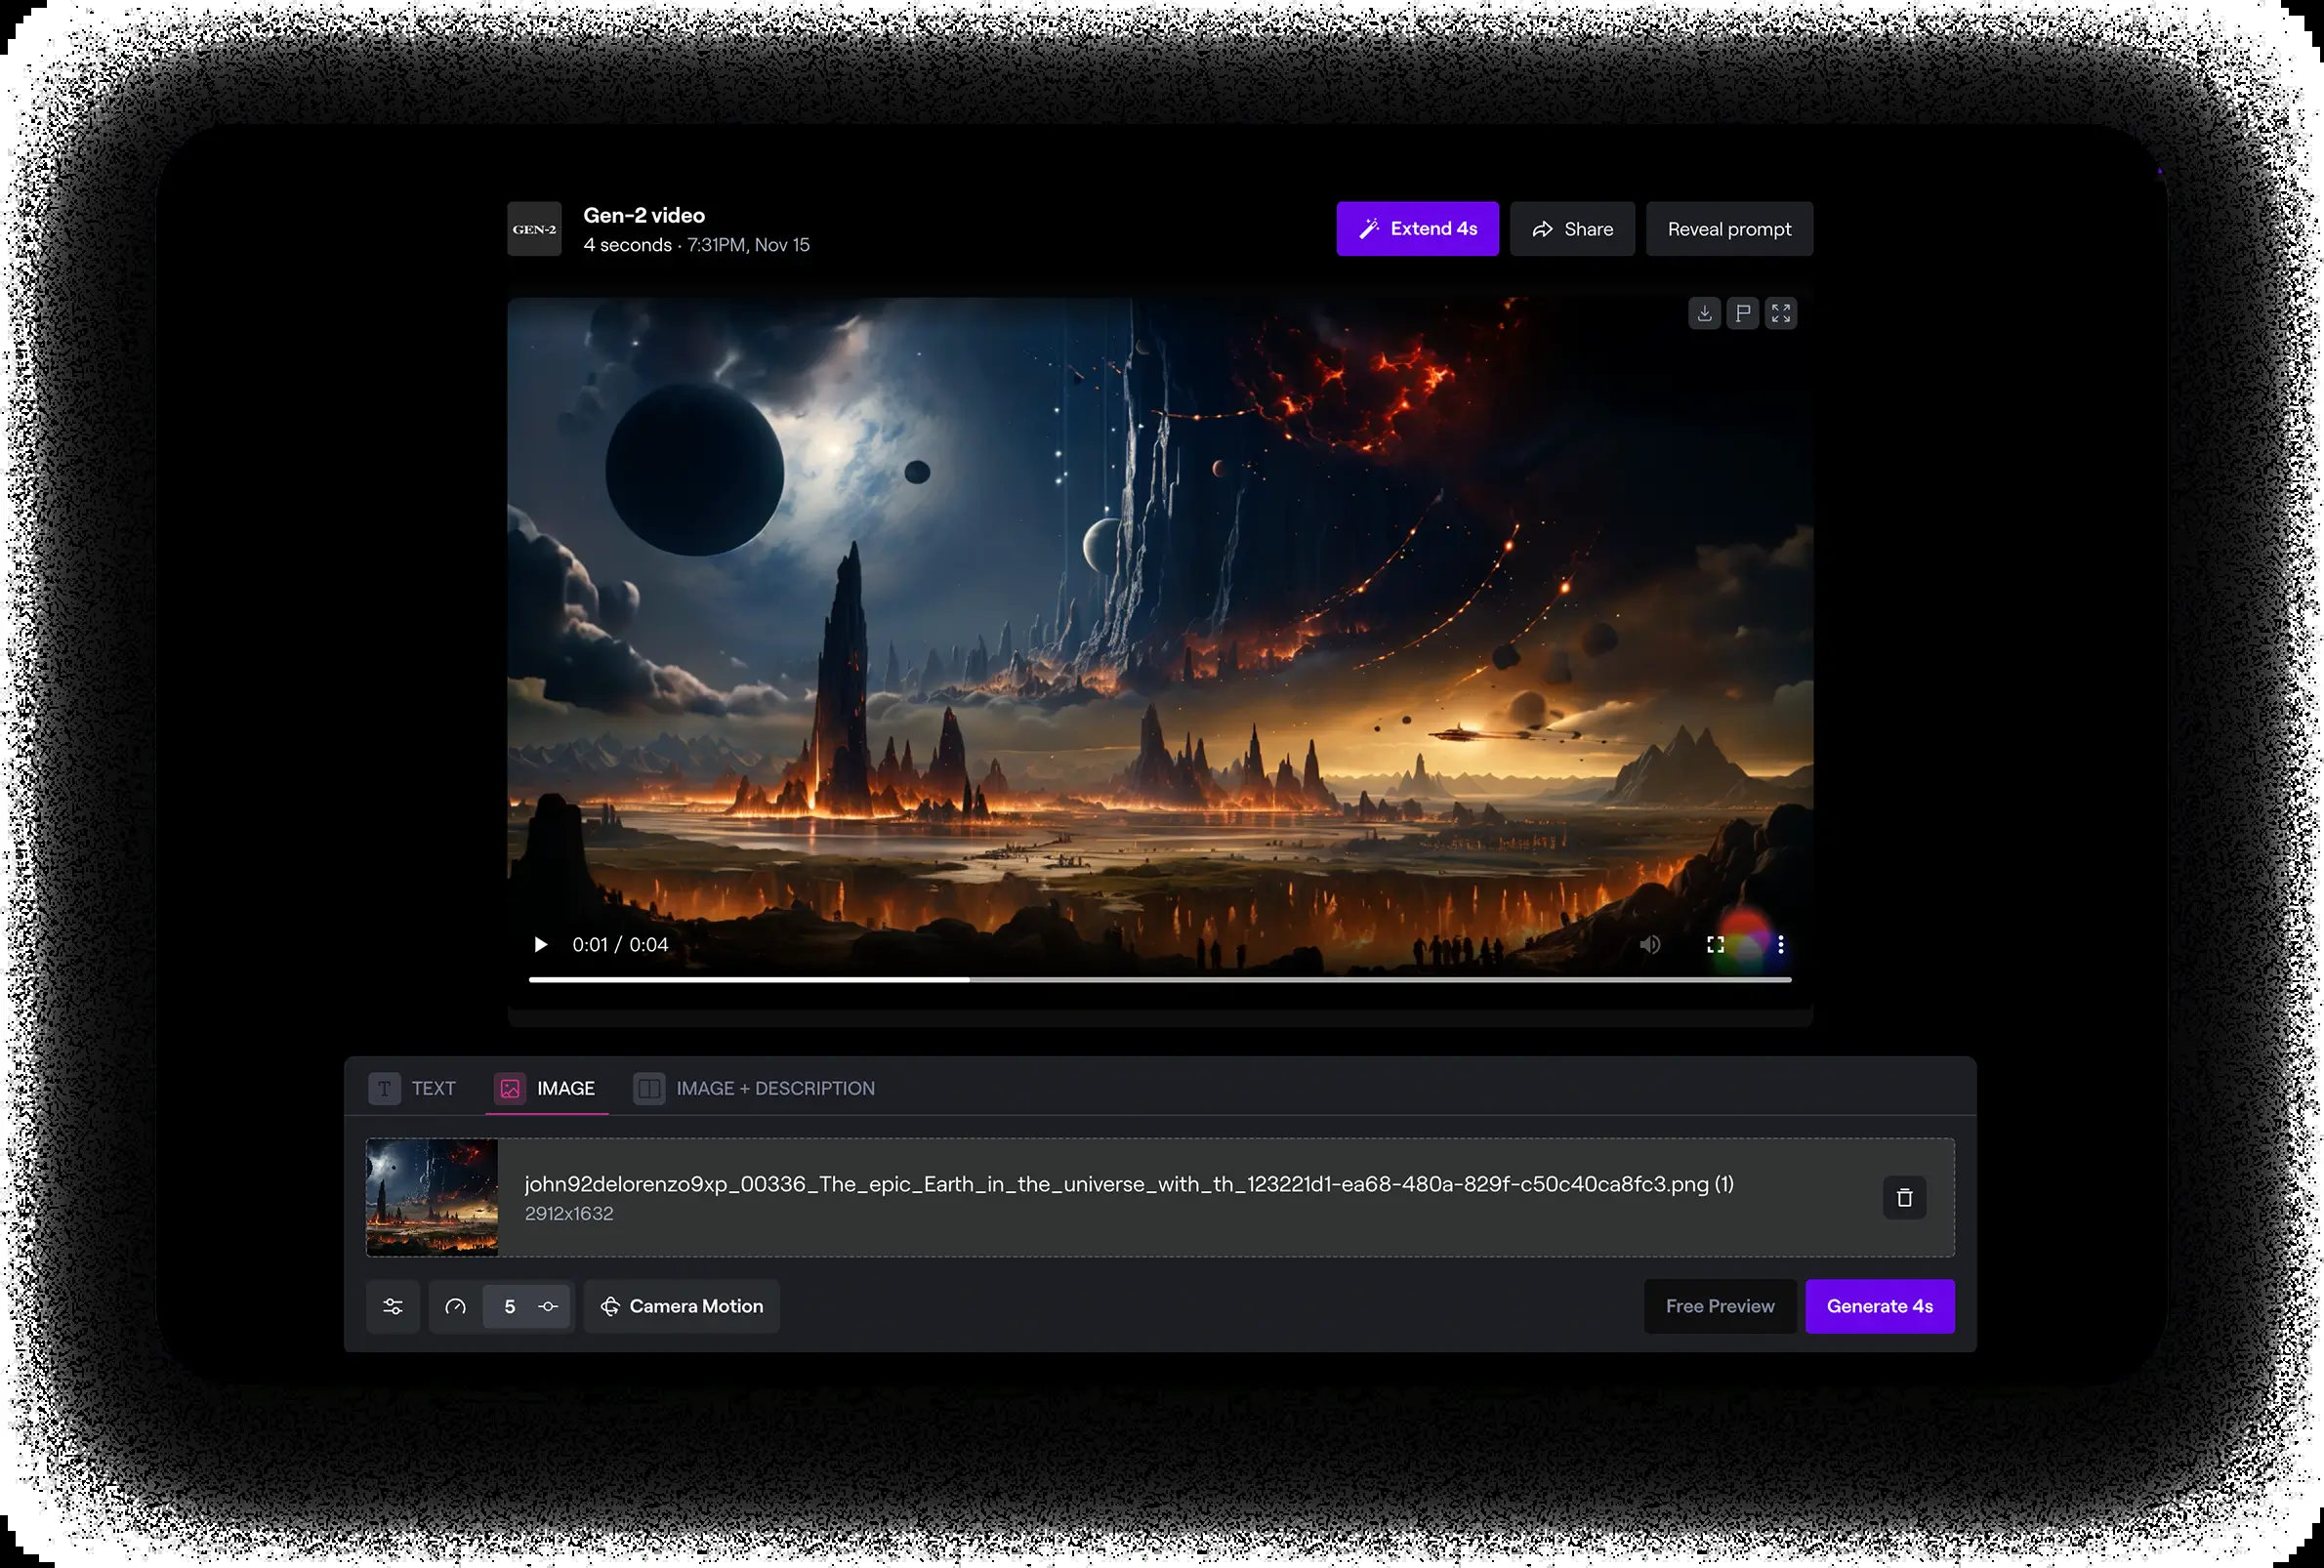 GEN-2
Gen-2 video
4 seconds · 7:31PM, Nov 15
Extend 4s
Share
Reveal prompt
0:01 / 0:04
T TEXT
IMAGE
IMAGE + DESCRIPTION
john92delorenzo9xp_00336_The_epic_Earth_in_the_universe_with_th_123221d1-ea68-480a-829f-c50c40ca8fc3.png (1)
2912x1632
5
Camera Motion
Free Preview
Generate 4s